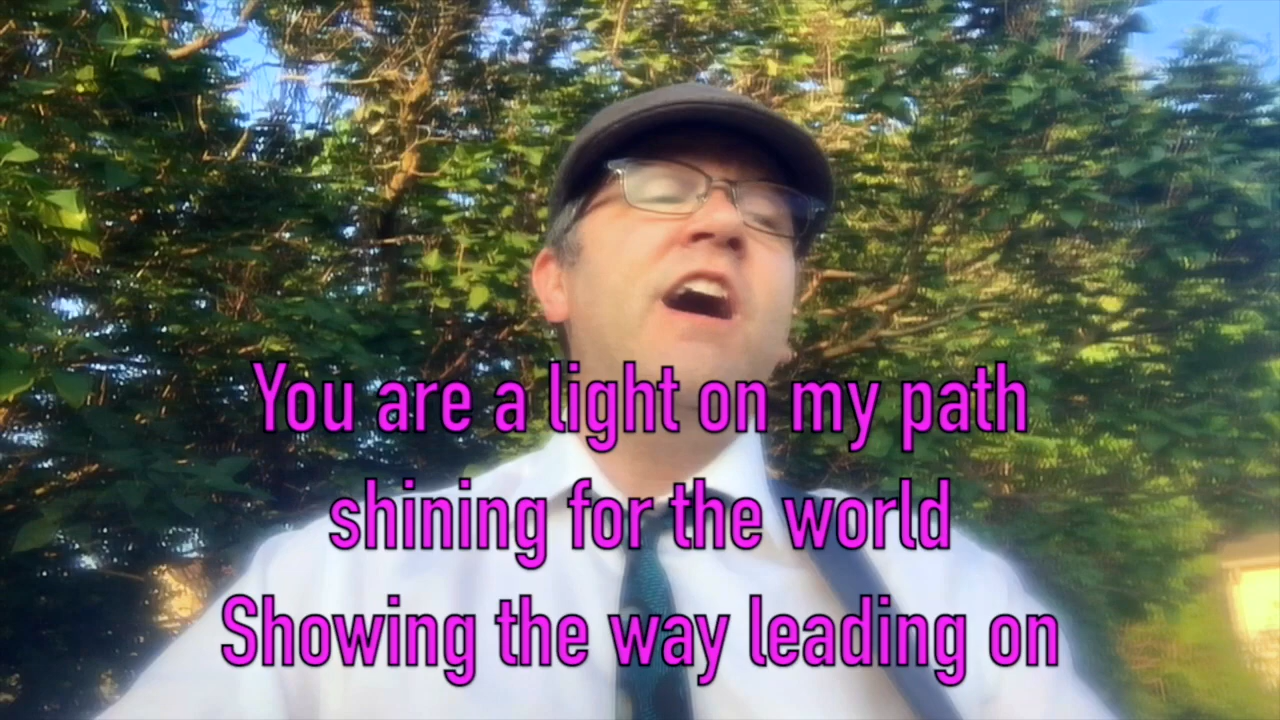 You are a light on my path
shining for the world
Showing the way leading on